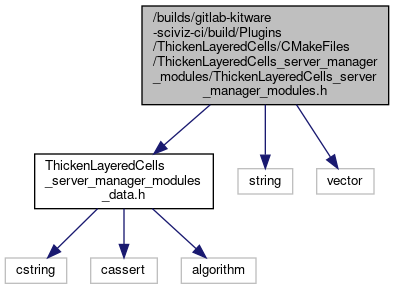 /builds/gitlab-kitware
-sciviz-ci/build/Plugins
/ThickenLayeredCells/CMakeFiles
/ThickenLayeredCells_server_manager
_modules/ThickenLayeredCells_server
_manager_modules.h
ThickenLayeredCells
_server_manager_modules
_data.h
string
vector
cstring
cassert
algorithm